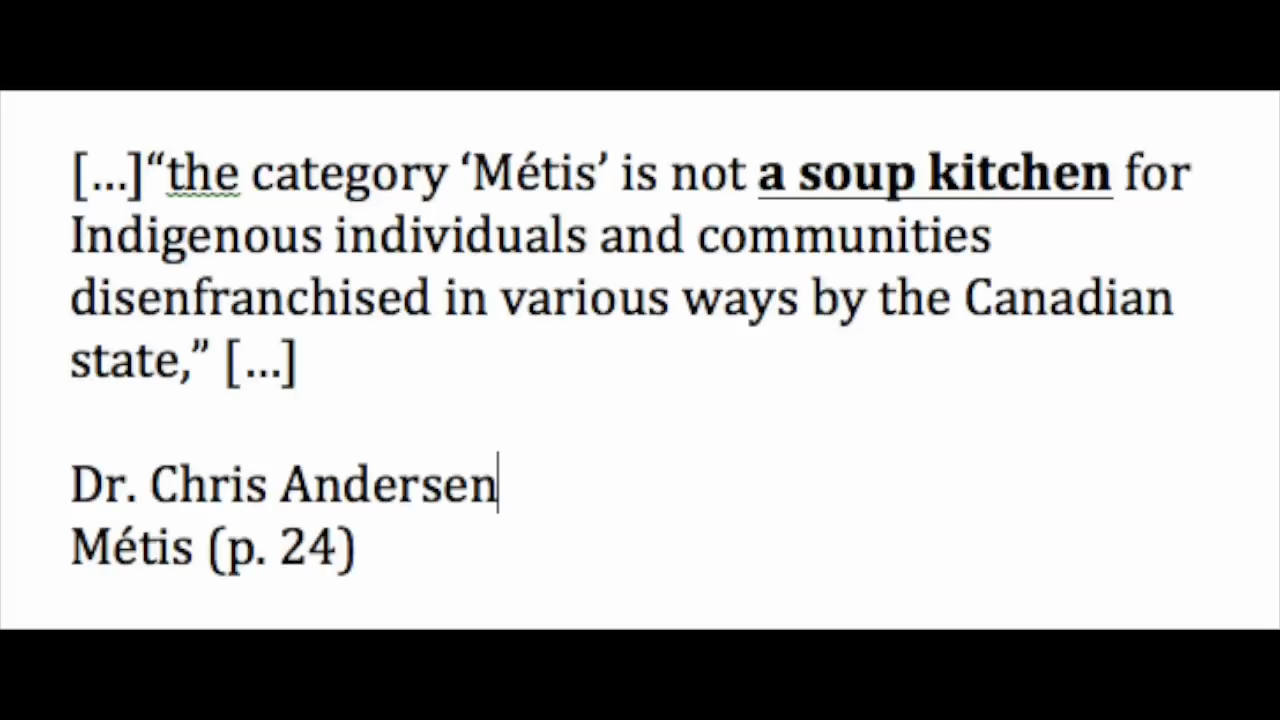 […]“the category ‘Métis’ is not a soup kitchen for
Indigenous individuals and communities
disenfranchised in various ways by the Canadian
state,” […]
Dr. Chris Andersen
Métis (p. 24)